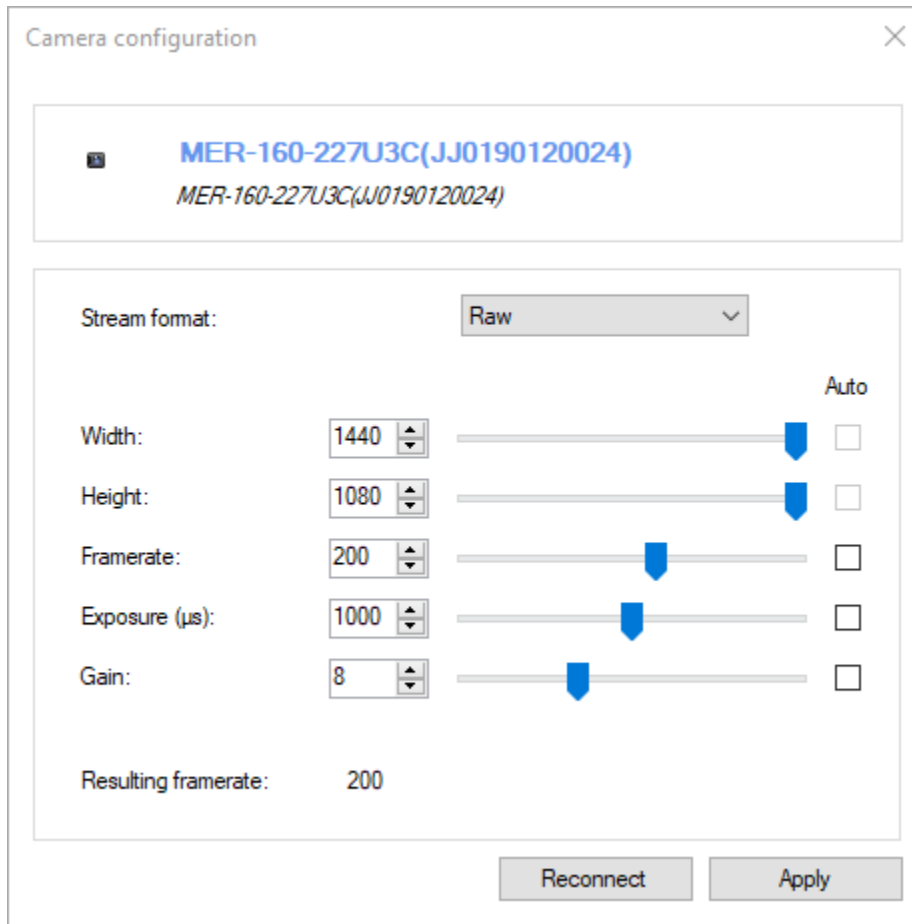 Camera configuration
MER-160-227U3C(JJ0190120024)
MER-160-227U3C(JJ0190120024)
Stream format: Raw
Auto
Width: 1440
Height: 1080
Framerate: 200
Exposure (µs): 1000
Gain: 8
Resulting framerate: 200
Reconnect Apply